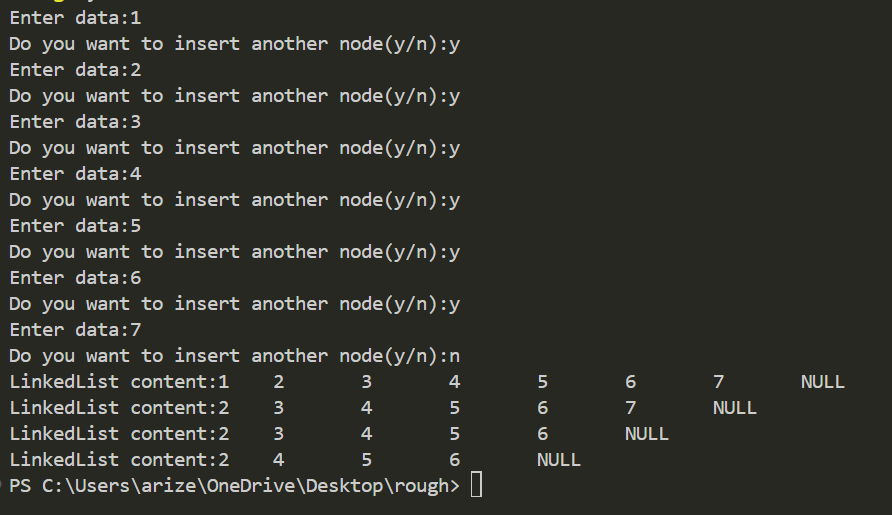 Enter data:1
Do you want to insert another node(y/n):y
Enter data:2
Do you want to insert another node(y/n):y
Enter data:3
Do you want to insert another node(y/n):y
Enter data:4
Do you want to insert another node(y/n):y
Enter data:5
Do you want to insert another node(y/n):y
Enter data:6
Do you want to insert another node(y/n):y
Enter data:7
Do you want to insert another node(y/n):n
LinkedList content:1    2       3       4       5       6       7       NULL
LinkedList content:2    3       4       5       6       7       NULL
LinkedList content:2    3       4       5       6       NULL
LinkedList content:2    4       5       6       NULL
PS C:\Users\arize\OneDrive\Desktop\rough>